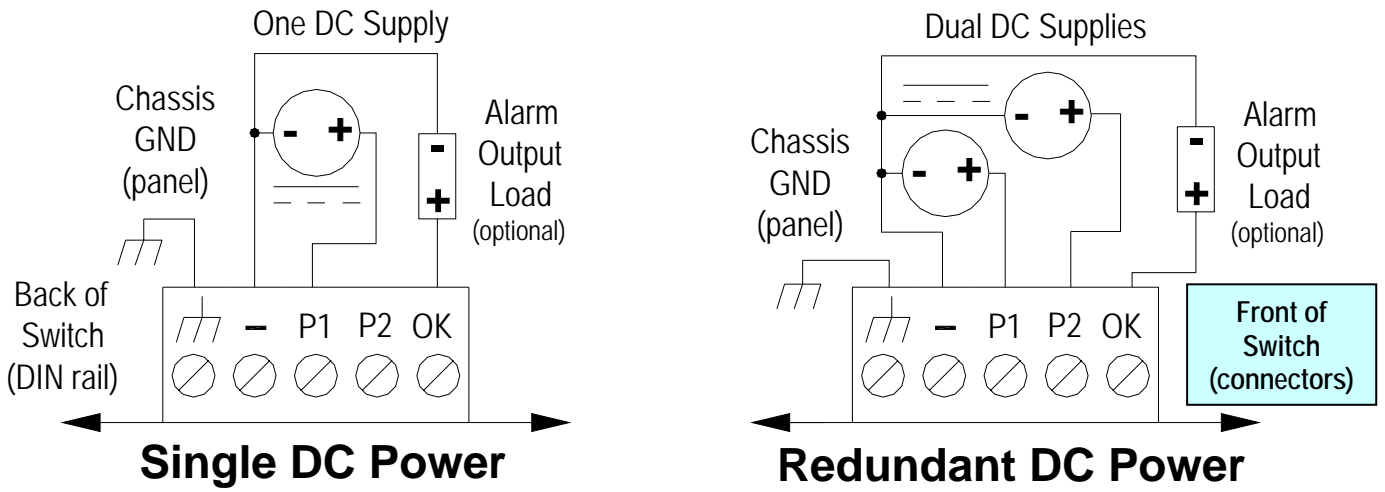 One DC Supply
Chassis
GND
(panel)
- +
Alarm
Output
Load
(optional)
-
+
Back of
Switch
(DIN rail)
– P1 P2 OK
Single DC Power
Dual DC Supplies
Chassis
GND
(panel)
- +
- +
Alarm
Output
Load
(optional)
-
+
– P1 P2 OK
Front of
Switch
(connectors)
Redundant DC Power